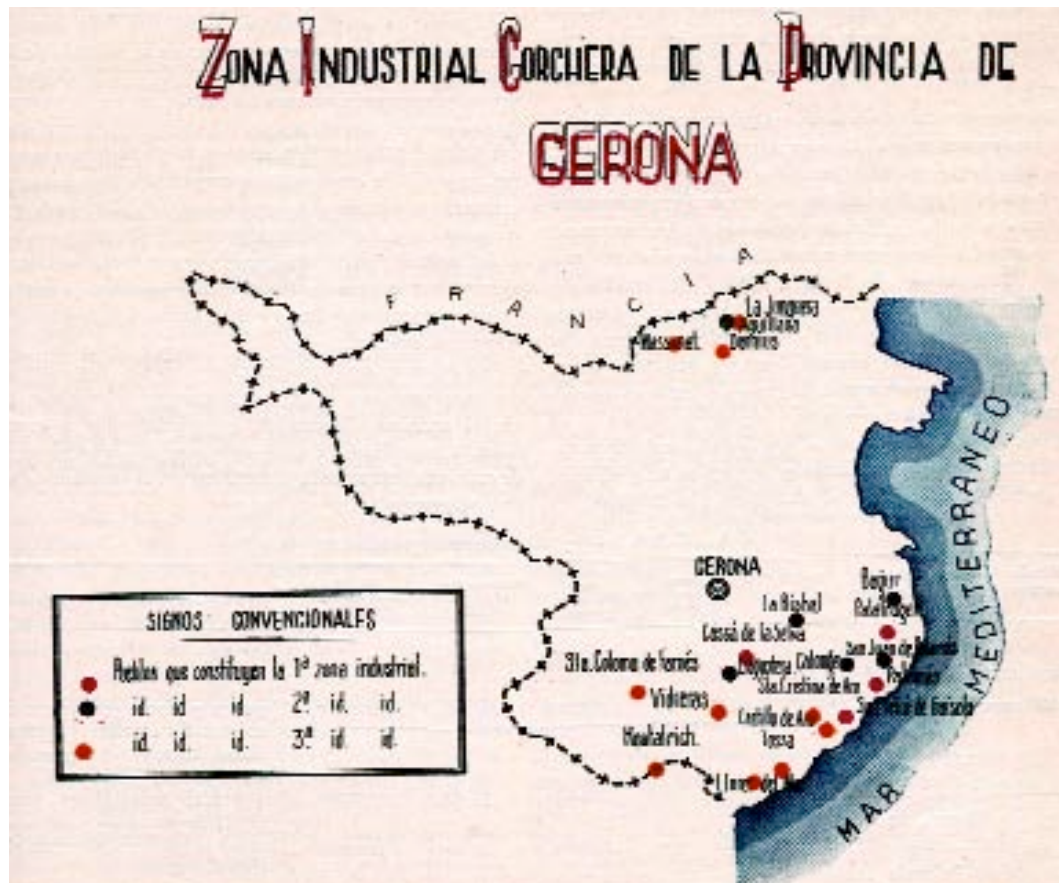 ZONA INDUSTRIAL CORCHERA DE LA PROVINCIA DE
GERONA
FRANCIA
La Junquera
Agullana
Massanet.
Darnius
MAR MEDITERRANEO
GERONA
Bagur
La Bisbal
Palafrugell
Cassá de la Selva
San Juan de Palamós
Sta. Coloma de Farnés
Llagostera
Calonge
Palamós
Sta. Cristina de Aro
Vidreras
Castillo de Aro
San Feliu de Guixols
Tossa
Lloret del Mar
SIGNOS CONVENCIONALES
Pueblos que constituyen la 1ª zona industrial.
id. id. id. 2ª id. id.
id. id. id. 3ª id. id.